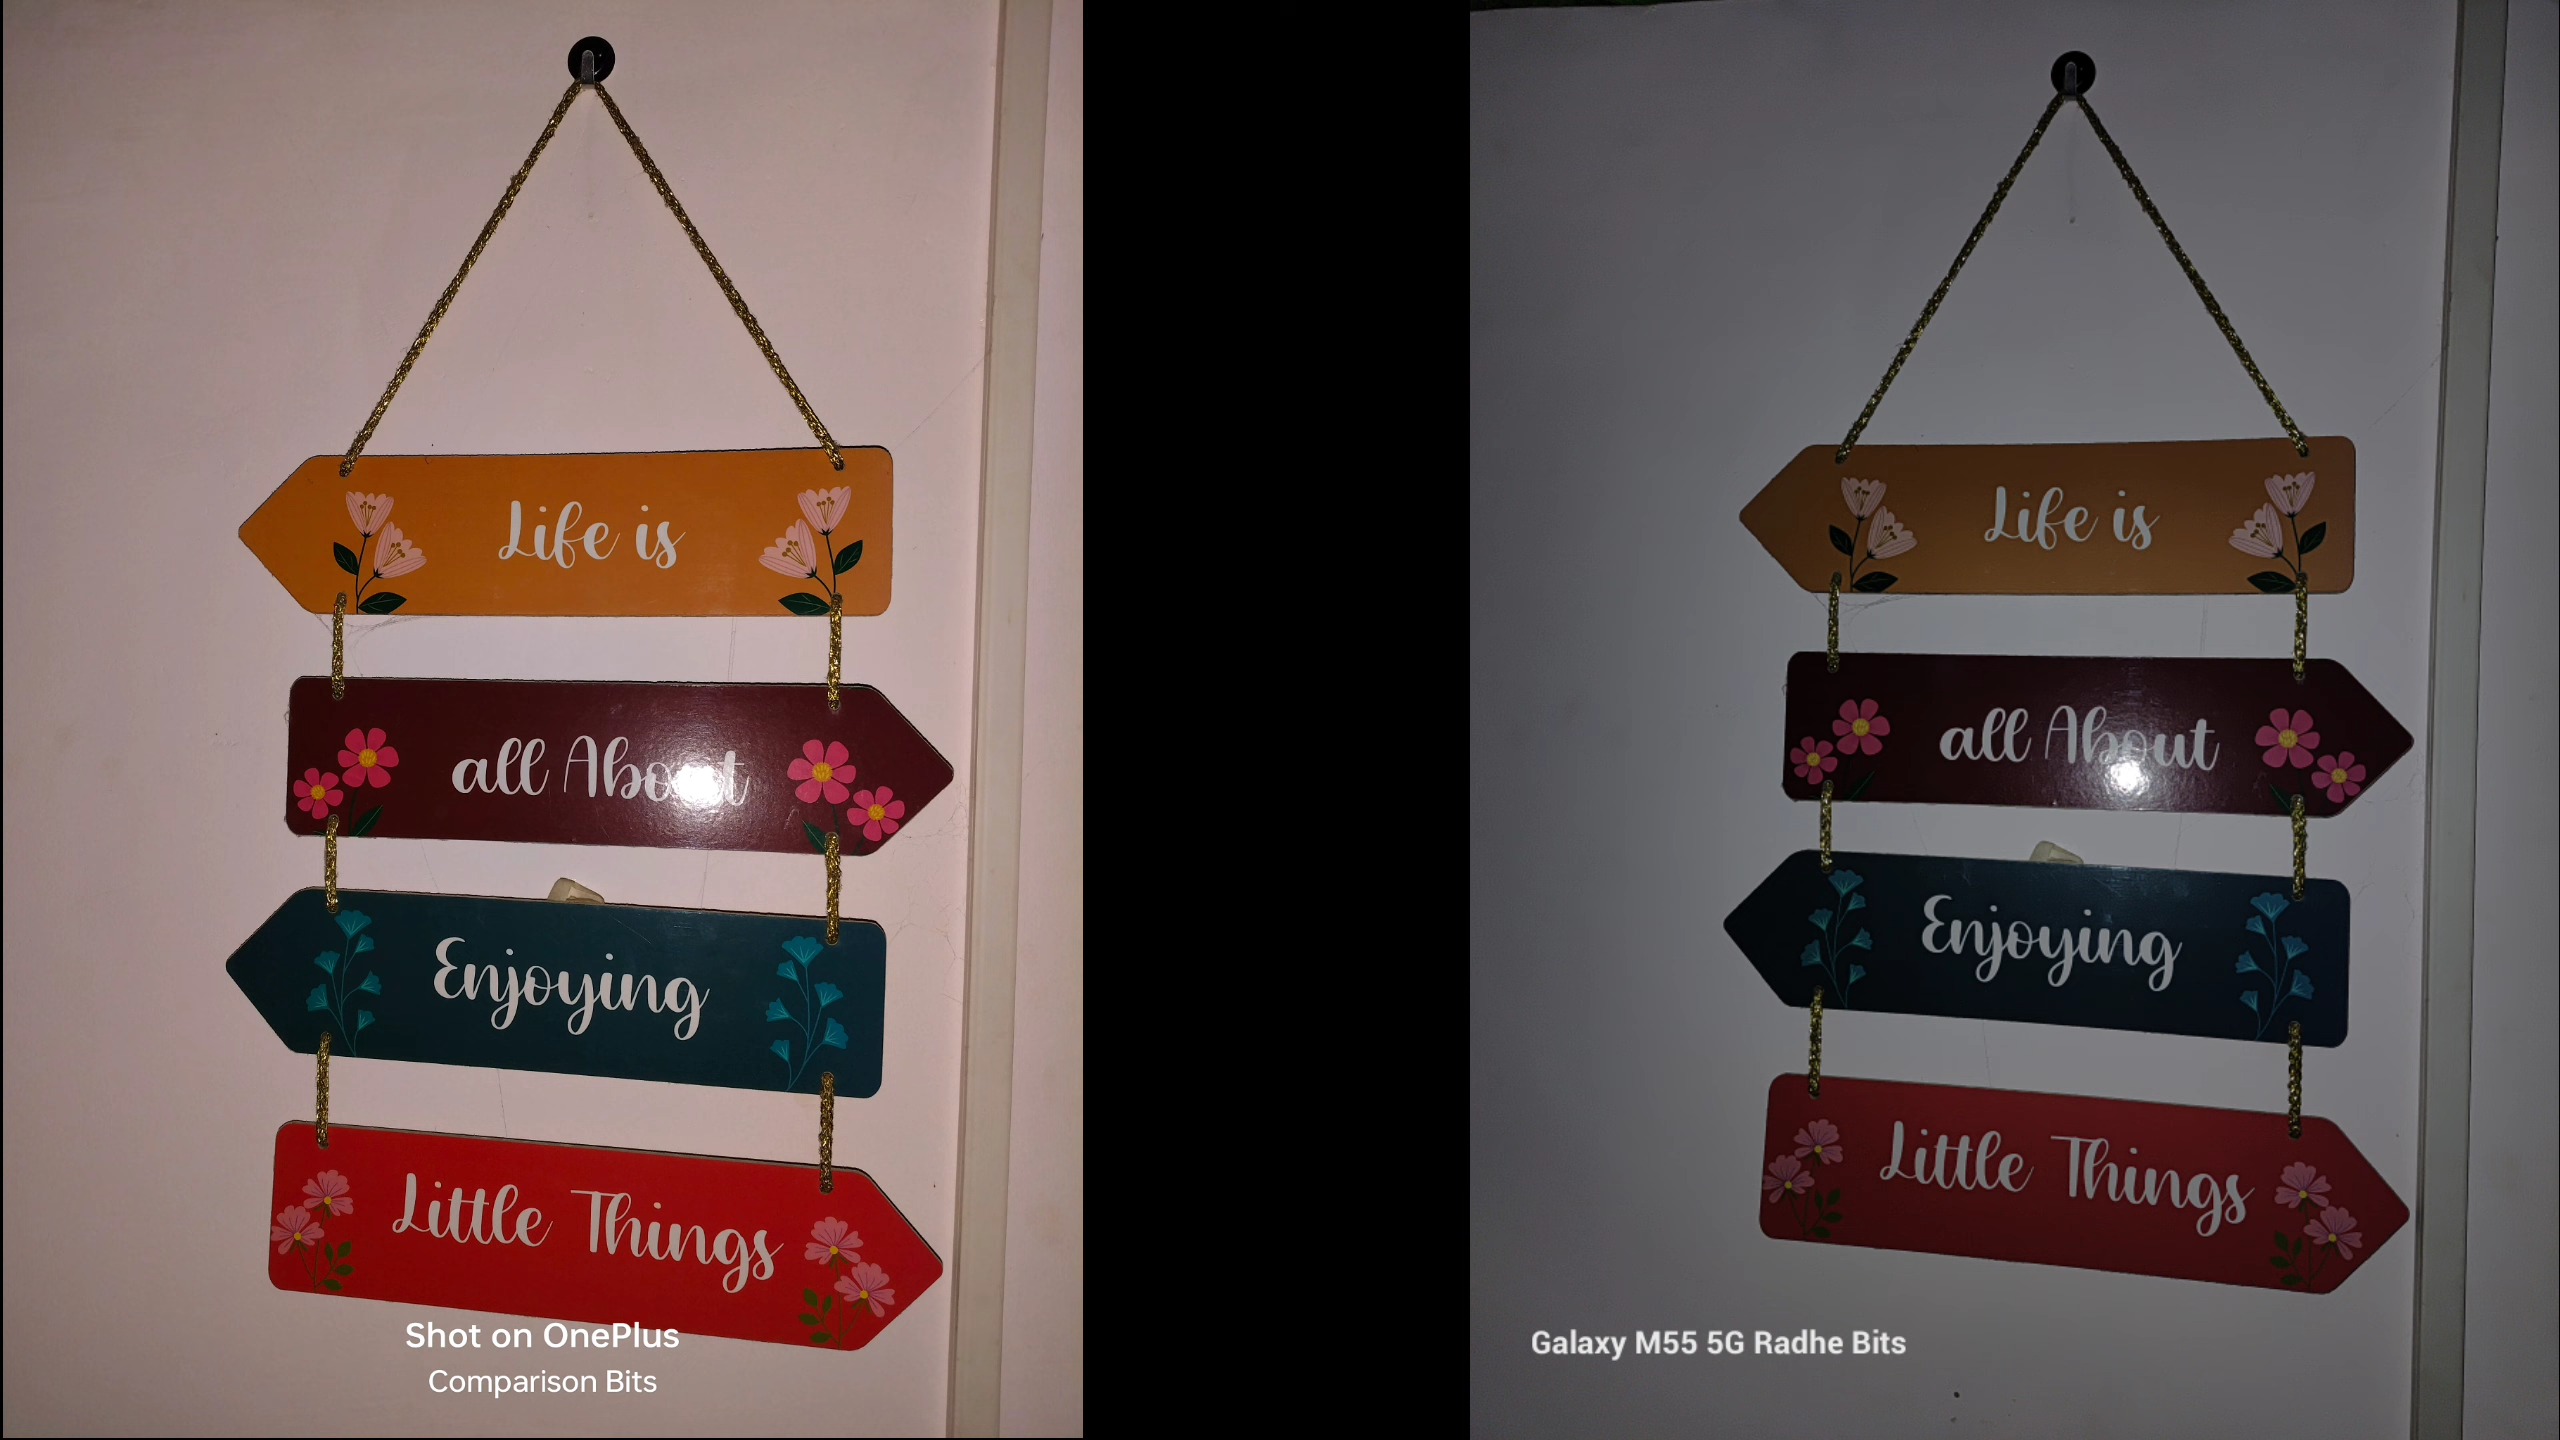 Life is
all About
Enjoying
Little Things
Shot on OnePlus
Comparison Bits
Life is
all About
Enjoying
Little Things
Galaxy M55 5G Radhe Bits